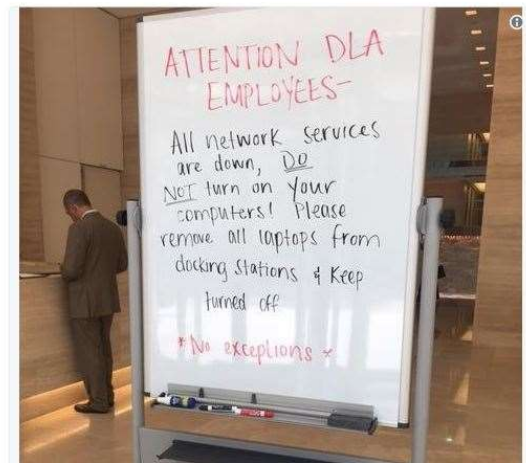 ATTENTION DLA
EMPLOYEES-
All network services
are down, DO
NOT turn on your
computers! Please
remove all laptops from
docking stations & keep
turned off
*No exceptions *